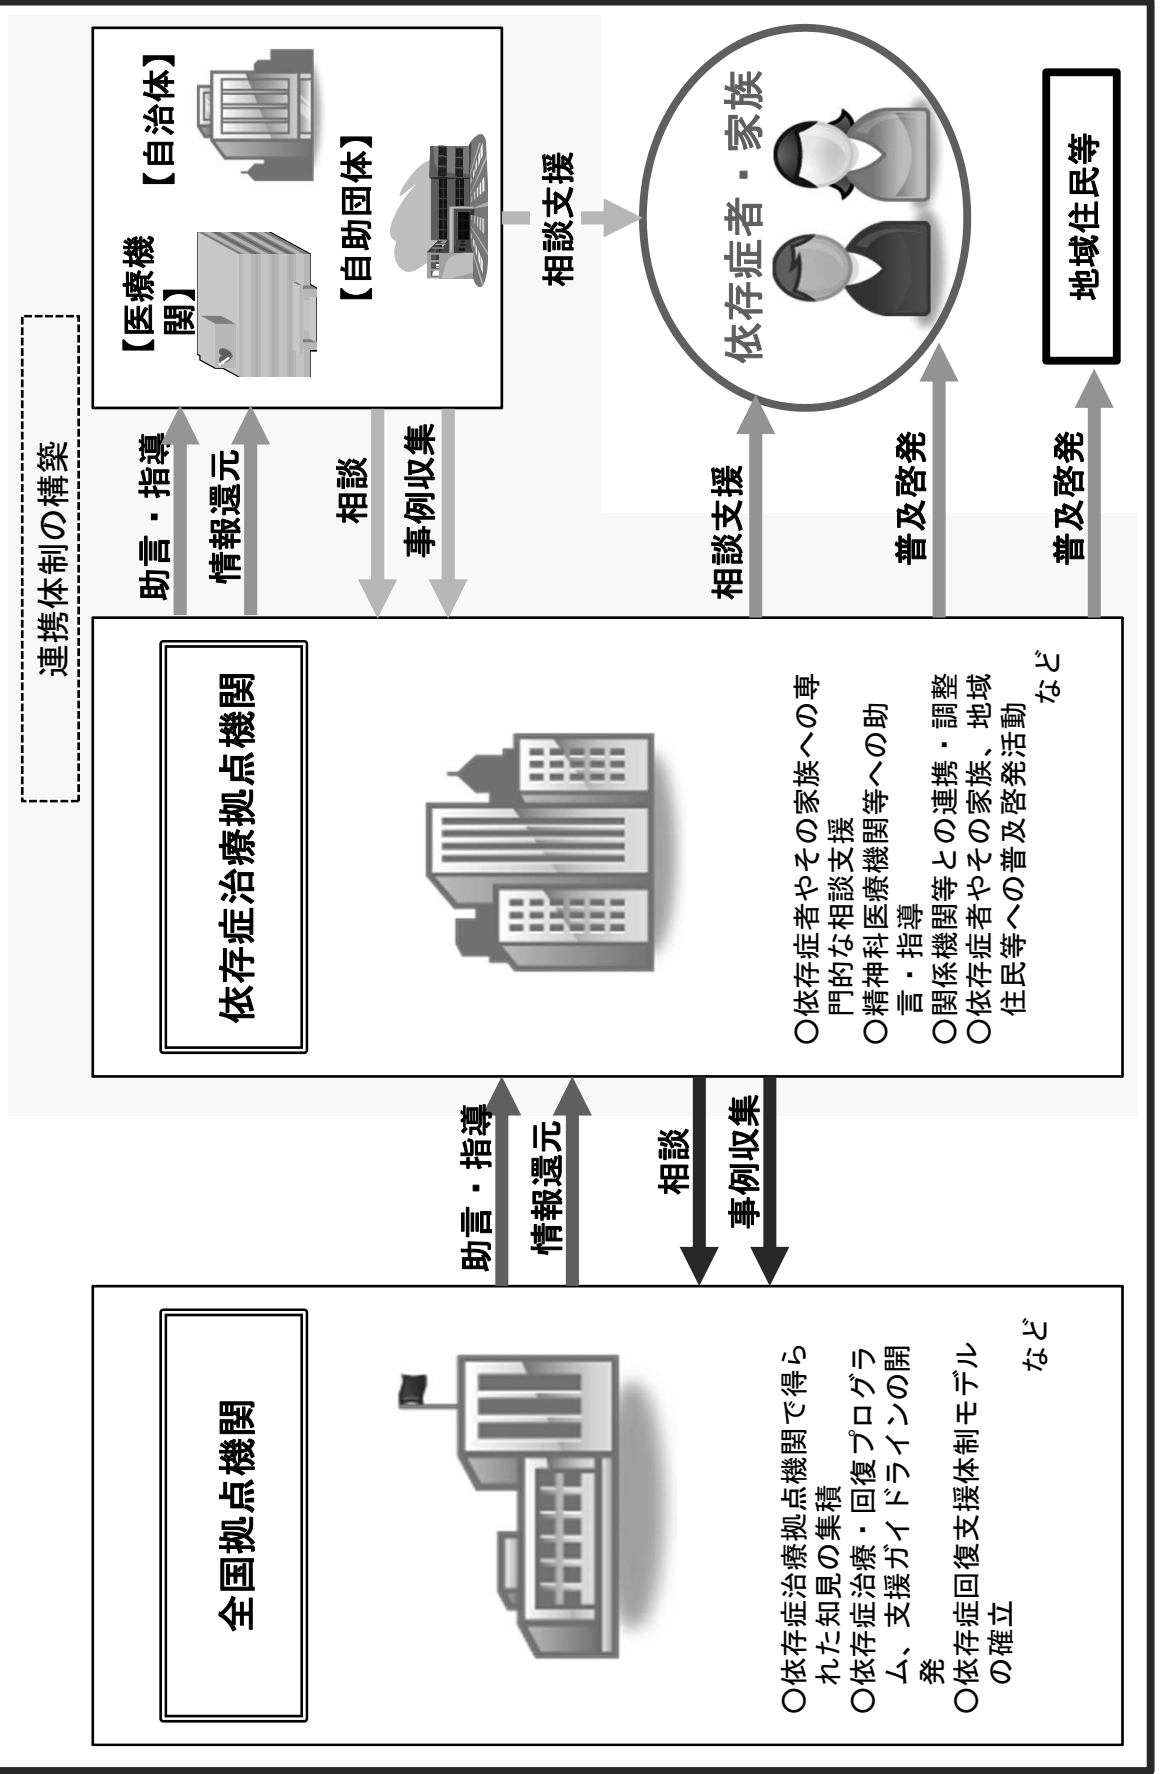 連携体制の構築
全国拠点機関
○依存症治療拠点機関で得ら
れた知見の集積
○依存症治療・回復プログラ
ム、支援ガイドラインの開
発
○依存症回復支援体制モデル
の確立
など
助言・指導
情報還元
相談
事例収集
依存症治療拠点機関
○依存症者やその家族への専
門的な相談支援
○精神科医療機関等への助
言・指導
○関係機関等との連携・調整
○依存症者やその家族、地域
住民等への普及啓発活動
など
助言・指導
情報還元
相談
事例収集
相談支援
普及啓発
普及啓発
【医療機
関】
【自治体】
【自助団体】
相談支援
依存症者・家族
地域住民等